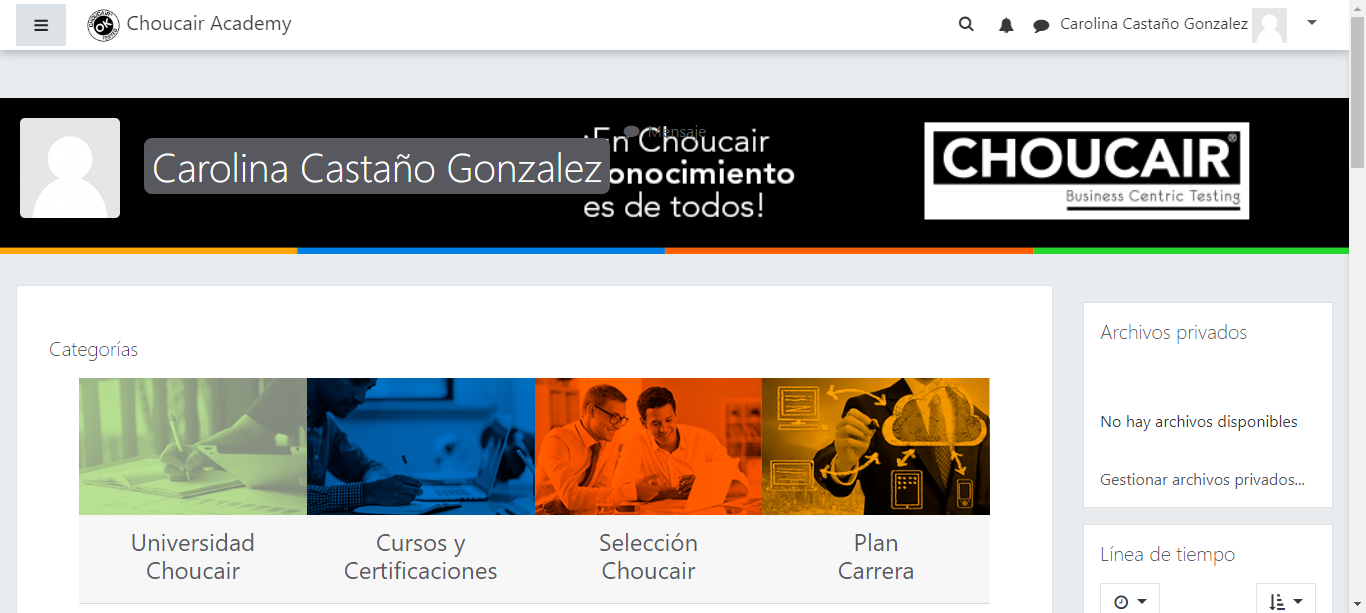 Choucair Academy
Carolina Castaño Gonzalez
Mensaje
¡En Choucair
Carolina Castaño Gonzalez
onocimiento
es de todos!
CHOUCAIR®
Business Centric Testing
Categorías
Universidad
Choucair
Cursos y
Certificaciones
Selección
Choucair
Plan
Carrera
Archivos privados
No hay archivos disponibles
Gestionar archivos privados...
Línea de tiempo